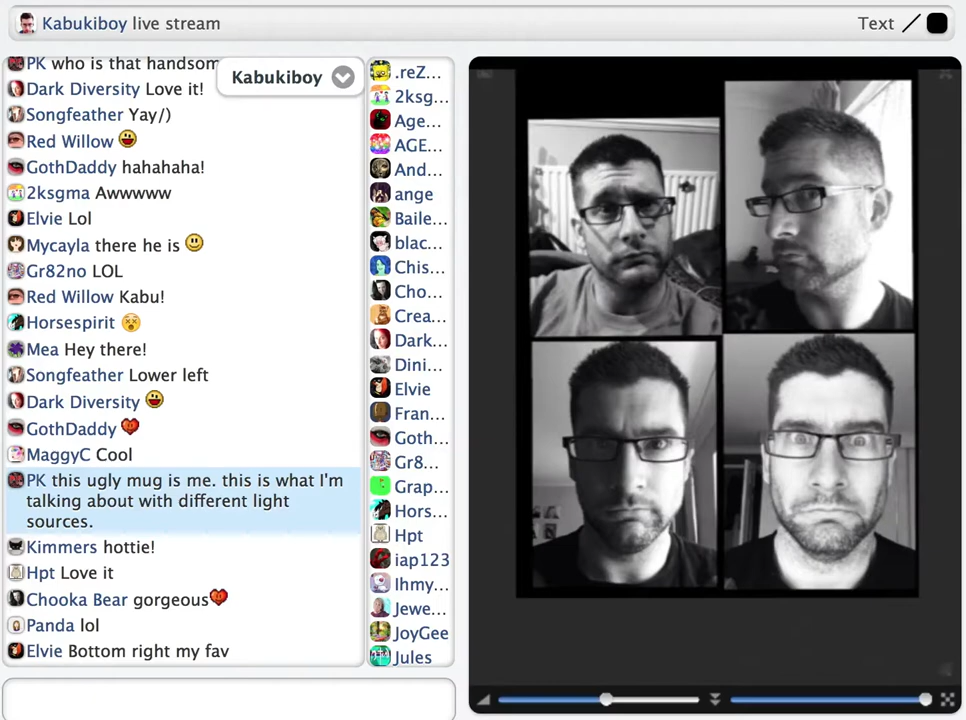 Kabukiboy live stream
Text
PK who is that handsom
Kabukiboy
Dark Diversity Love it!
Songfeather Yay/)
Red Willow
GothDaddy hahahaha!
2ksgma Awwwww
Elvie Lol
Mycayla there he is
Gr82no LOL
Red Willow Kabu!
Horsespirit
Mea Hey there!
Songfeather Lower left
Dark Diversity
GothDaddy
MaggyC Cool
PK this ugly mug is me. this is what I'm
talking about with different light
sources.
Kimmers hottie!
Hpt Love it
Chooka Bear gorgeous
Panda lol
Elvie Bottom right my fav
.reZ...
2ksg...
Age...
AGE...
And...
ange
Baile...
blac...
Chis...
Cho...
Crea...
Dark...
Dini...
Elvie
Fran...
Goth...
Gr8...
Grap...
Hors...
Hpt
iap123
Ihmy...
Jewe...
JoyGee
Jules